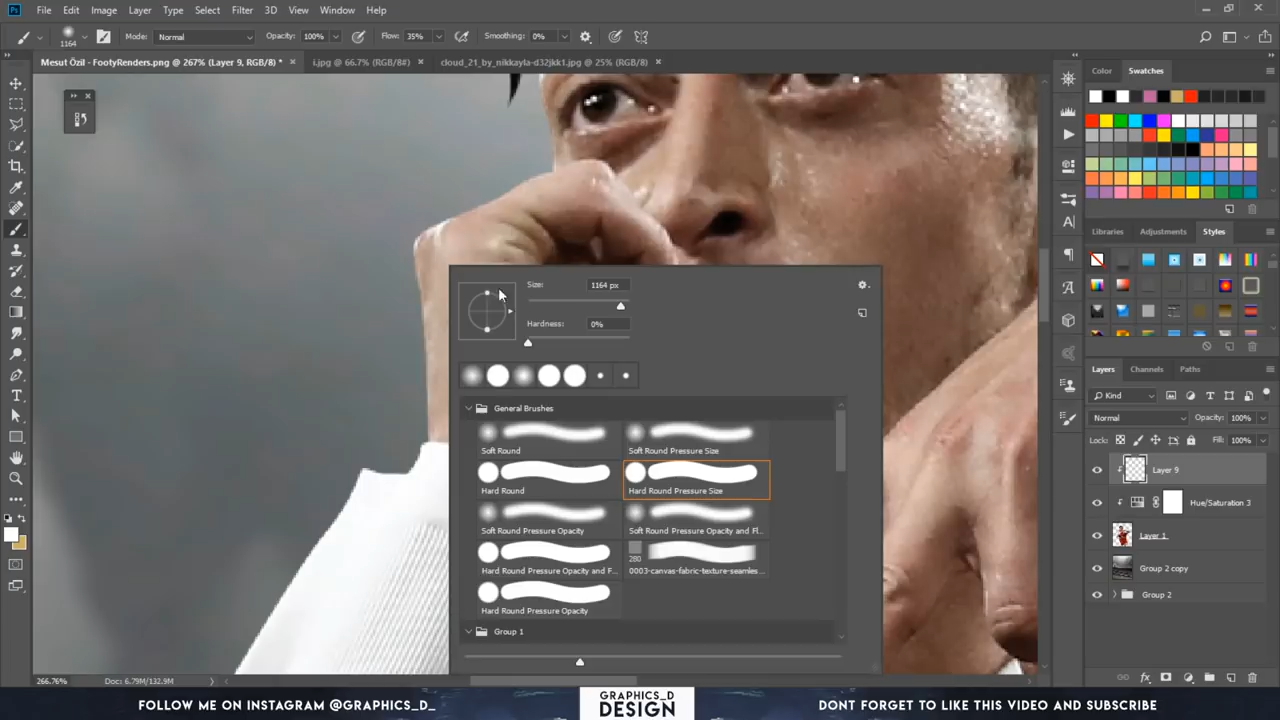 Ps File Edit Image Layer Type Select Filter 3D View Window Help
1164 Mode: Normal Opacity: 100% Flow: 35% Smoothing: 0%
Mesut Özil - FootyRenders.png @ 267% (Layer 9, RGB/8) * × i.jpg @ 66.7% (RGB/8#) × cloud_21_by_nikkayla-d32jkk1.jpg @ 25% (RGB/8) ×
Color Swatches
Libraries Adjustments Styles
Size: 1164 px
Hardness: 0%
General Brushes
Soft Round Soft Round Pressure Size
Hard Round Hard Round Pressure Size
Soft Round Pressure Opacity Soft Round Pressure Opacity and Fl...
280
Hard Round Pressure Opacity and F... 0003-canvas-fabric-texture-seamles...
Hard Round Pressure Opacity
Group 1
Layers Channels Paths
Kind
Normal Opacity: 100%
Lock: Fill: 100%
Layer 9
Hue/Saturation 3
Layer 1
Group 2 copy
Group 2
266.76% Doc: 6.79M/132.9M
FOLLOW ME ON INSTAGRAM @GRAPHICS_D_
GRAPHICS_D
DESIGN
DONT FORGET TO LIKE THIS VIDEO AND SUBSCRIBE